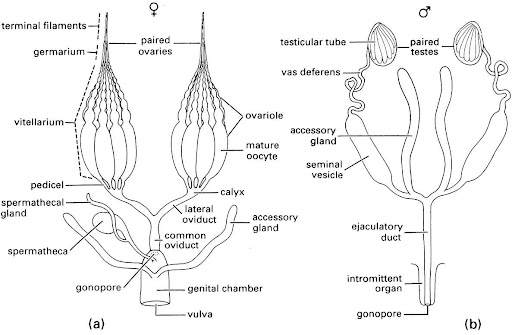 ♀
terminal filaments
germarium
paired
ovaries
vitellarium
ovariole
mature
oocyte
pedicel
calyx
spermathecal
gland
lateral
oviduct
accessory
gland
spermatheca
common
oviduct
gonopore
genital chamber
vulva
(a)
♂
testicular tube
paired
testes
vas deferens
accessory
gland
seminal
vesicle
ejaculatory
duct
intromittent
organ
gonopore
(b)